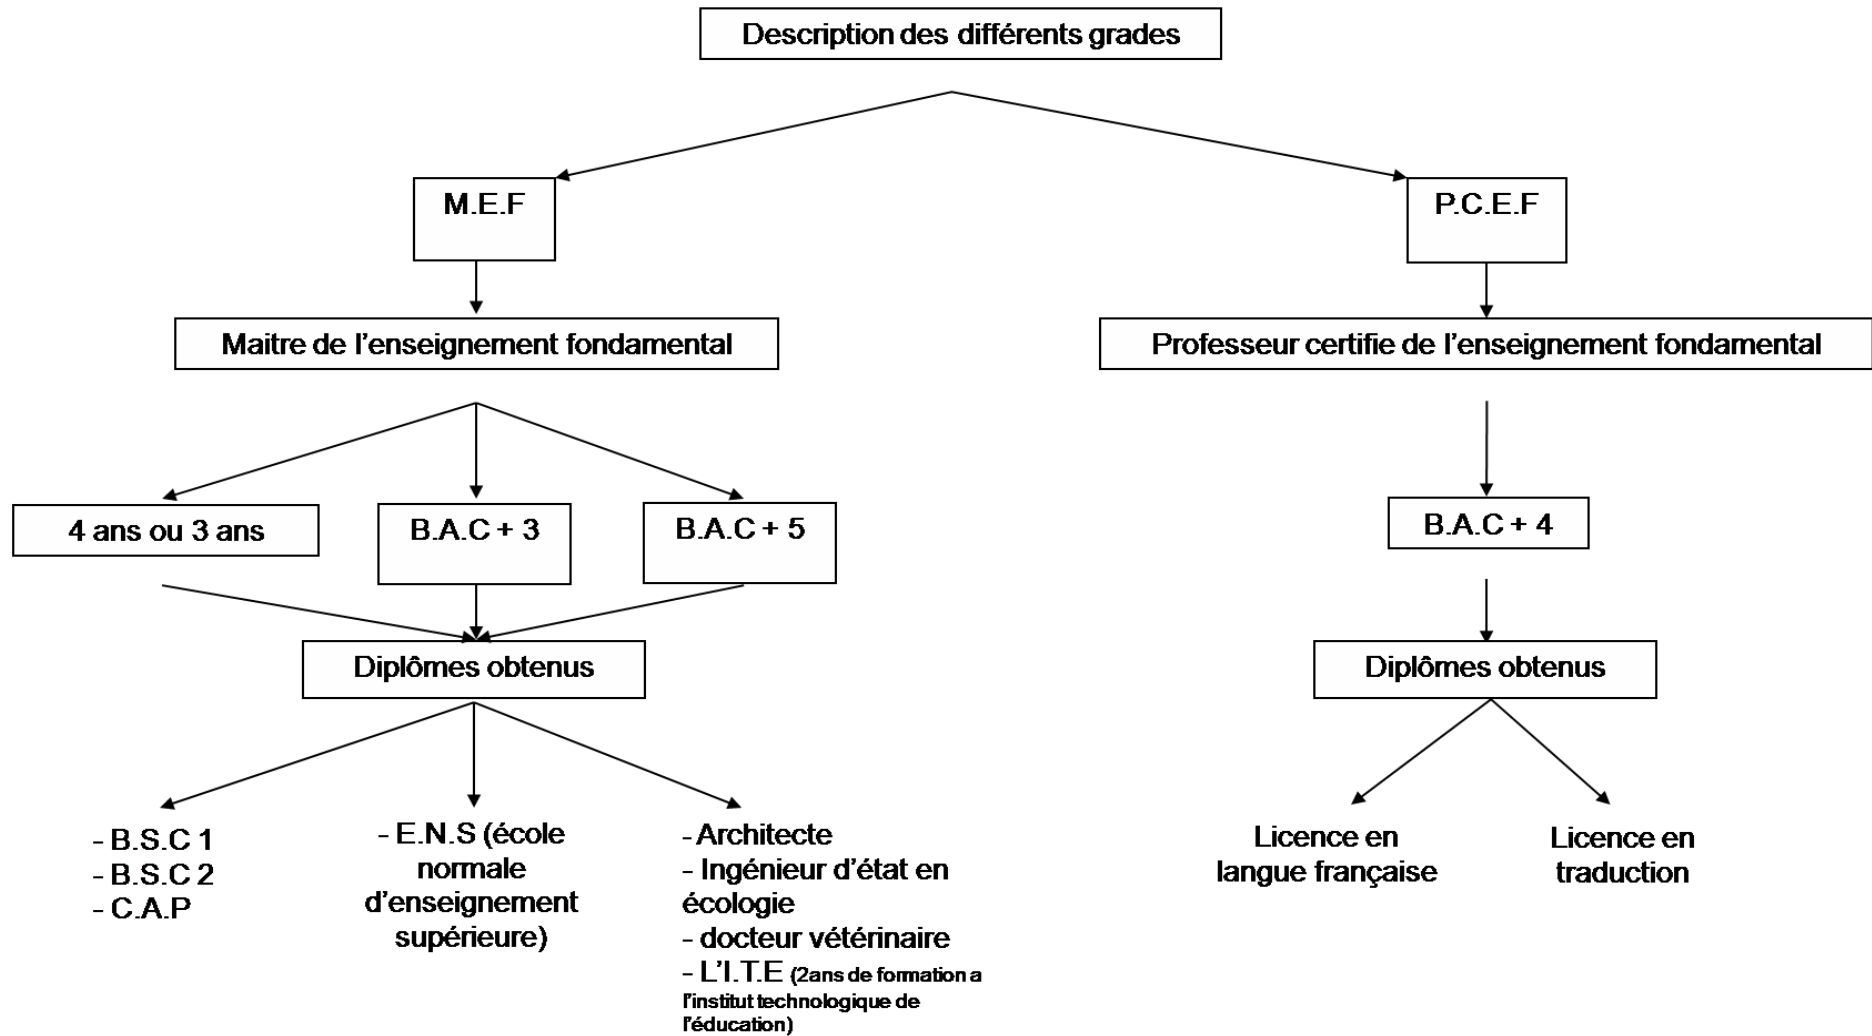 Description des différents grades
M.E.F
P.C.E.F
Maitre de l'enseignement fondamental
Professeur certifie de l'enseignement fondamental
4 ans ou 3 ans
B.A.C + 3
B.A.C + 5
B.A.C + 4
Diplômes obtenus
Diplômes obtenus
- B.S.C 1
- B.S.C 2
- C.A.P
- E.N.S (école
normale
d'enseignement
supérieure)
- Architecte
- Ingénieur d'état en
écologie
- docteur vétérinaire
- L'I.T.E (2ans de formation a
l'institut technologique de
l'éducation)
Licence en
langue française
Licence en
traduction